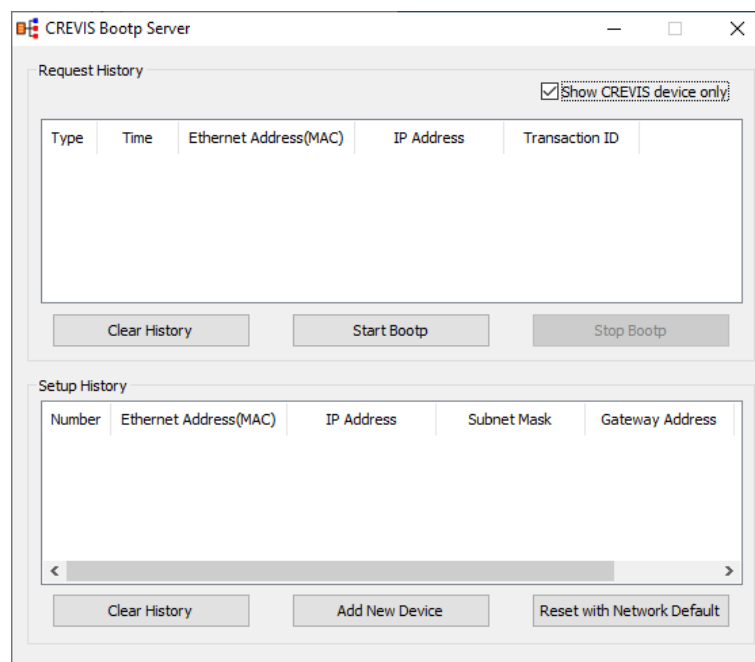 CREVIS Bootp Server
Request History
Show CREVIS device only
Type Time Ethernet Address(MAC) IP Address Transaction ID
Clear History Start Bootp Stop Bootp
Setup History
Number Ethernet Address(MAC) IP Address Subnet Mask Gateway Address
Clear History Add New Device Reset with Network Default